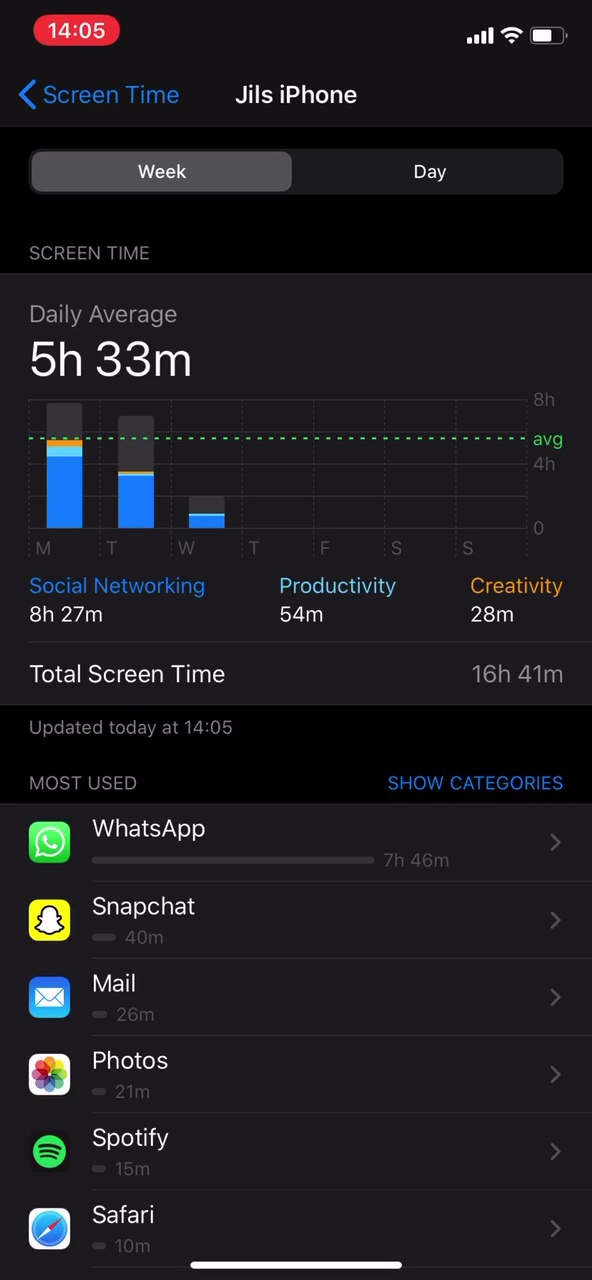 14:05
Screen Time Jils iPhone
Week Day
SCREEN TIME
Daily Average
5h 33m
8h
avg
4h
0
M T W T F S S
Social Networking Productivity Creativity
8h 27m 54m 28m
Total Screen Time 16h 41m
Updated today at 14:05
MOST USED SHOW CATEGORIES
WhatsApp
7h 46m
Snapchat
40m
Mail
26m
Photos
21m
Spotify
15m
Safari
10m